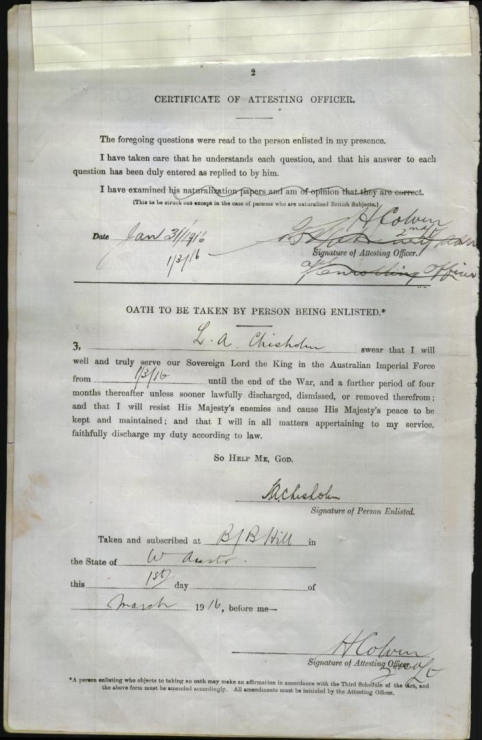 2
CERTIFICATE OF ATTESTING OFFICER.
The foregoing questions were read to the person enlisted in my presence.
I have taken care that he understands each question, and that his answer to each
question has been duly entered as replied to by him.
I have examined his naturalization papers and am of opinion that they are correct.
(This to be struck out except in the case of persons who are naturalized British Subjects.)
H Colvin
2nd Lt
Date Jan 31/1916
Signature of Attesting Officer.
1/3/16
Enrolling Officer
OATH TO BE TAKEN BY PERSON BEING ENLISTED.*
I, L. A. Chisholm swear that I will
well and truly serve our Sovereign Lord the King in the Australian Imperial Force
from 1/3/16 until the end of the War, and a further period of four
months thereafter unless sooner lawfully discharged, dismissed, or removed therefrom;
and that I will resist His Majesty's enemies and cause His Majesty's peace to be
kept and maintained; and that I will in all matters appertaining to my service,
faithfully discharge my duty according to law.
SO HELP ME, GOD.
LAChisholm
Signature of Person Enlisted.
Taken and subscribed at B/B Hill in
the State of W Austr.
this 1st day of
March 1916, before me—
H Colvin
Signature of Attesting Officer.
2nd Lt
*A person enlisting who objects to taking an oath may make an affirmation in accordance with the Third Schedule of the Act, and
the above form must be amended accordingly. All amendments must be initialed by the Attesting Officer.